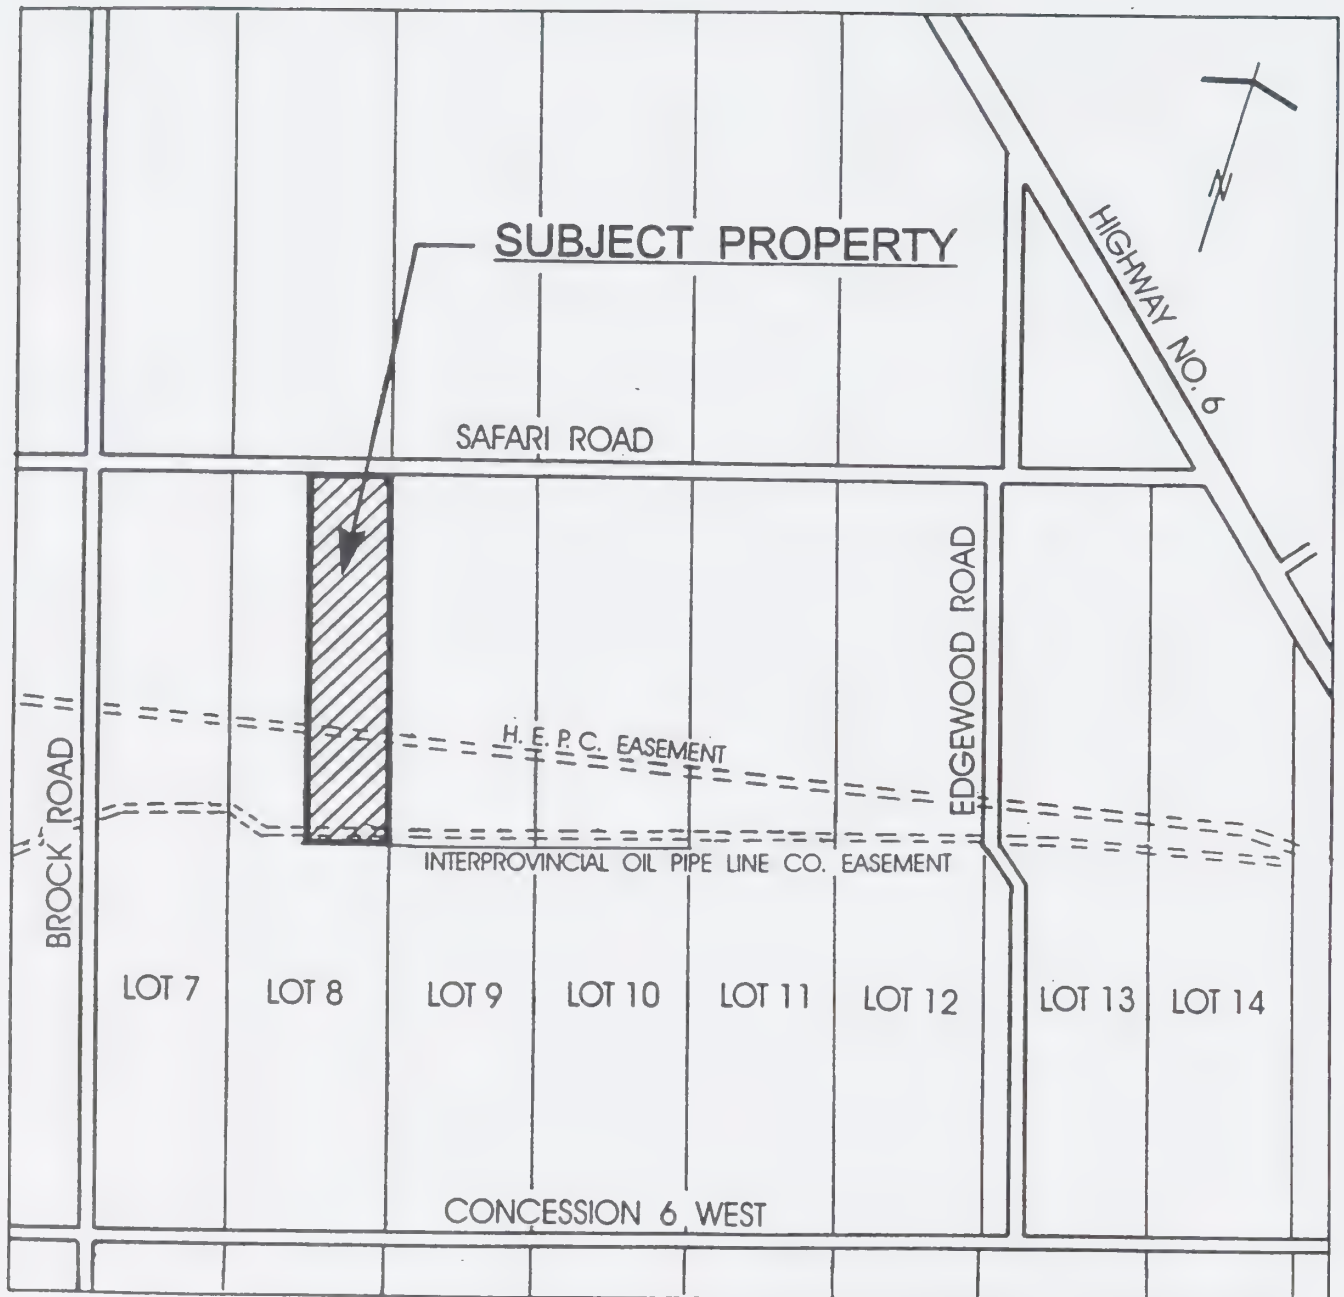 N
HIGHWAY NO. 6
SUBJECT PROPERTY
SAFARI ROAD
EDGEWOOD ROAD
H. E. P. C. EASEMENT
BROCK ROAD
INTERPROVINCIAL OIL PIPE LINE CO. EASEMENT
LOT 7
LOT 8
LOT 9
LOT 10
LOT 11
LOT 12
LOT 13
LOT 14
CONCESSION 6 WEST